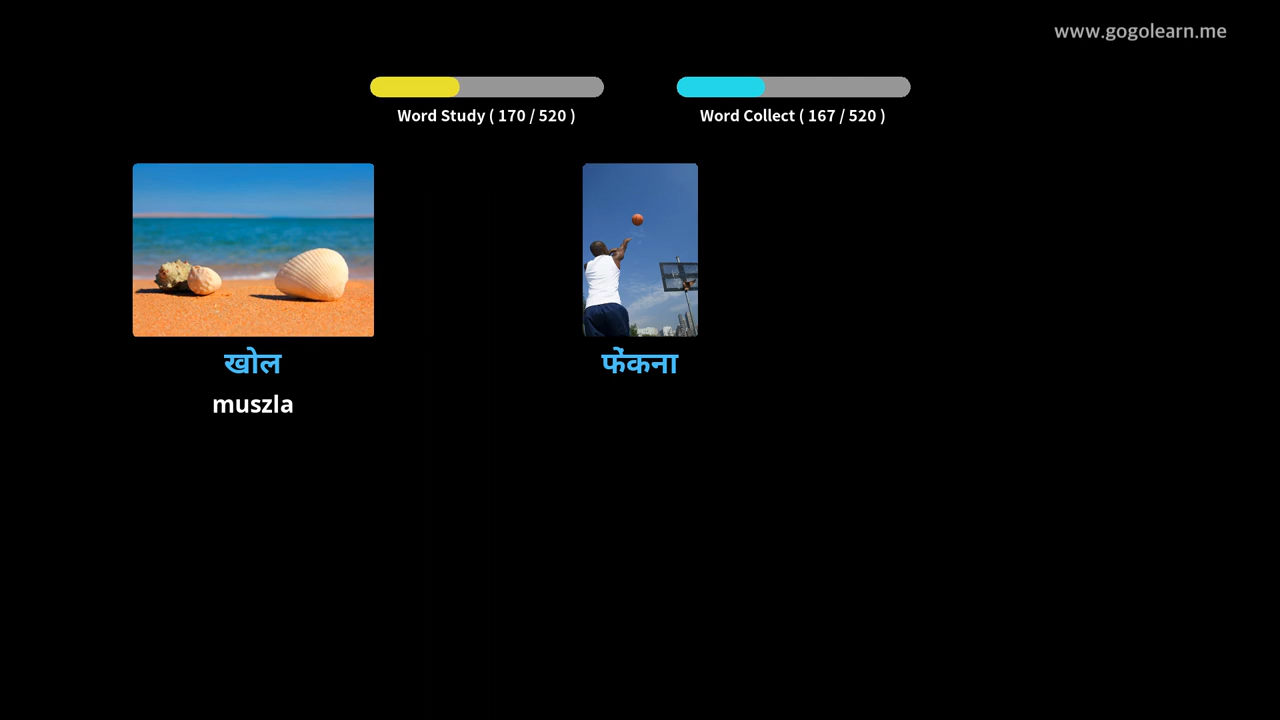 www.gogolearn.me
Word Study ( 170 / 520 )
Word Collect ( 167 / 520 )
खोल
फेंकना
muszla